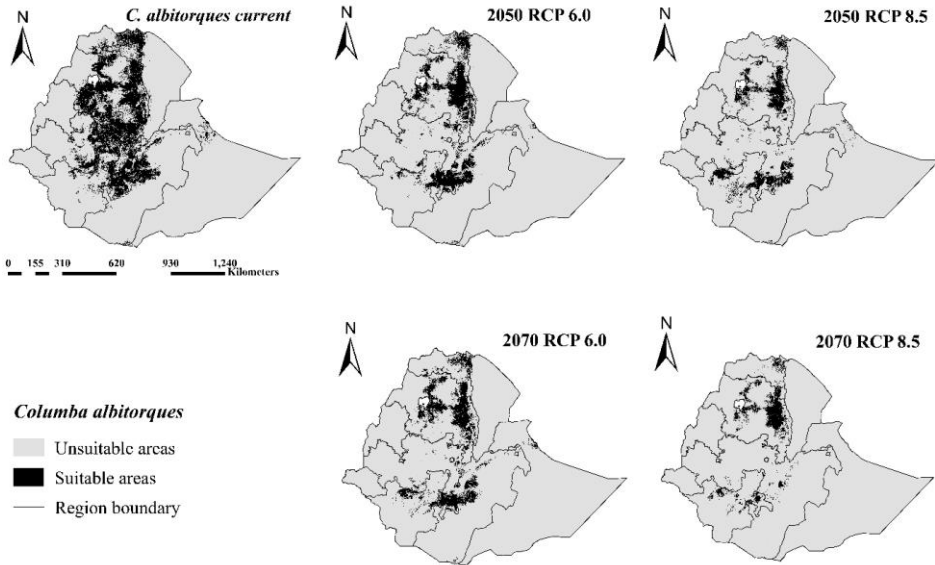 C. albitorques current
2050 RCP 6.0
2050 RCP 8.5
N
N
N
0 155 310 620 930 1,240
Kilometers
2070 RCP 6.0
2070 RCP 8.5
N
N
Columba albitorques
Unsuitable areas
Suitable areas
Region boundary